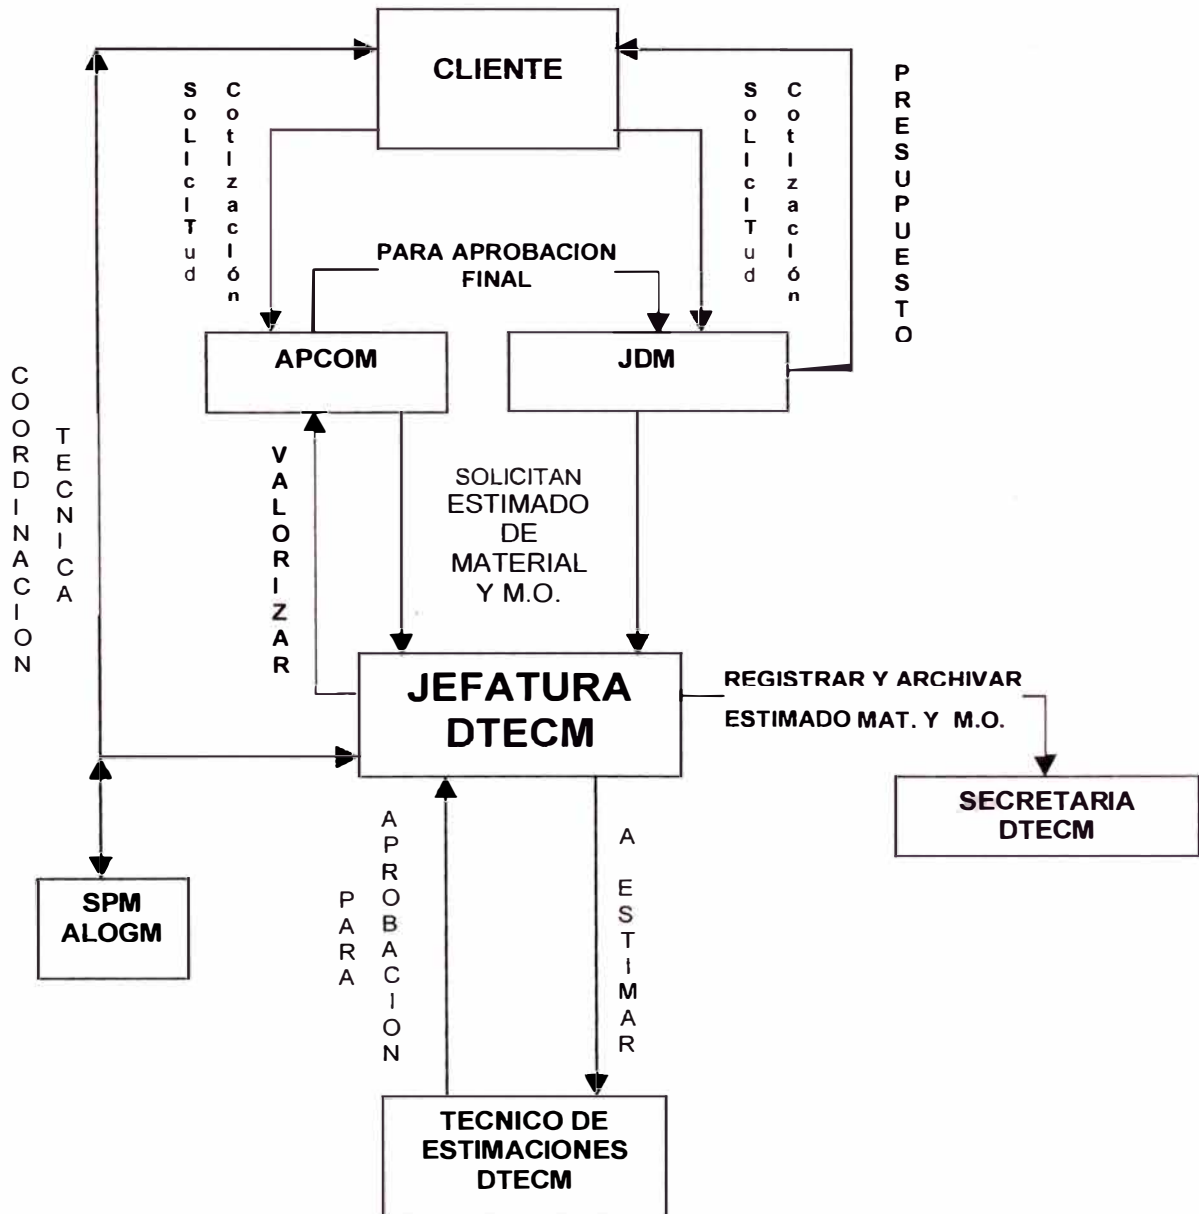 CLIENTE
SoLIcITud
CotIzacIón
SoLIcITud
CotIzacIón
PRESUPUESTO
PARA APROBACION
FINAL
APCOM
JDM
COORDINACION
TECNICA
VALORIZAR
SOLICITAN
ESTIMADO
DE
MATERIAL
Y M.O.
JEFATURA
DTECM
REGISTRAR Y ARCHIVAR
ESTIMADO MAT. Y M.O.
SECRETARIA
DTECM
SPM
ALOGM
PARA
APROBACION
A ESTIMAR
TECNICO DE
ESTIMACIONES
DTECM